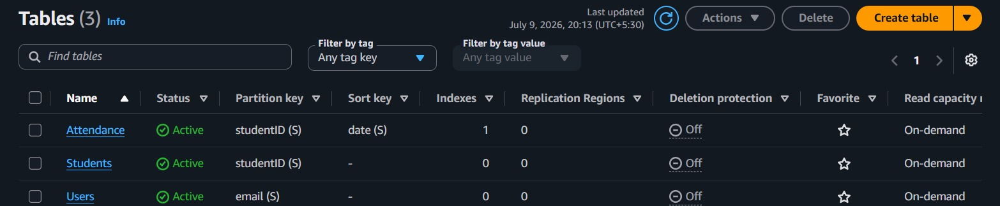 Tables (3) Info
Last updated
July 9, 2026, 20:13 (UTC+5:30)
Actions
Delete
Create table
Find tables
Filter by tag
Any tag key
Filter by tag value
Any tag value
1
Name Status Partition key Sort key Indexes Replication Regions Deletion protection Favorite Read capacity
Attendance Active studentID (S) date (S) 1 0 Off On-demand
Students Active studentID (S) - 0 0 Off On-demand
Users Active email (S) - 0 0 Off On-demand